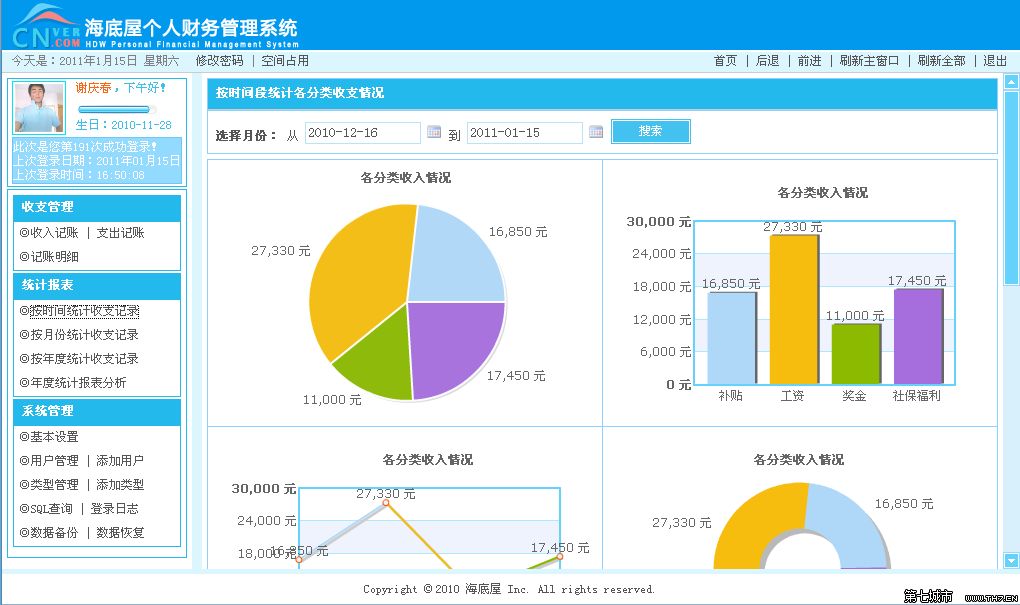 CNVER.COM 海底屋个人财务管理系统
HDW Personal Financial Management System
今天是：2011年1月15日 星期六 修改密码 | 空间占用 首页 | 后退 | 前进 | 刷新主窗口 | 刷新全部 | 退出
谢庆春，下午好！
生日：2010-11-28
此次是您第191次成功登录！
上次登录日期：2011年01月15日
上次登录时间：16:50:08
收支管理
◎收入记账 | 支出记账
◎记账明细
统计报表
◎按时间统计收支记录
◎按月份统计收支记录
◎按年度统计收支记录
◎年度统计报表分析
系统管理
◎基本设置
◎用户管理 | 添加用户
◎类型管理 | 添加类型
◎SQL查询 | 登录日志
◎数据备份 | 数据恢复
按时间段统计各分类收支情况
选择月份： 从 2010-12-16 到 2011-01-15 搜索
各分类收入情况
27,330 元
16,850 元
17,450 元
11,000 元
各分类收入情况
30,000 元
24,000 元
18,000 元
12,000 元
6,000 元
0 元
16,850 元
27,330 元
11,000 元
17,450 元
补贴 工资 奖金 社保福利
各分类收入情况
30,000 元
24,000 元
18,000 元
16,850 元
27,330 元
17,450 元
各分类收入情况
27,330 元
16,850 元
Copyright ©2010 海底屋 Inc. All rights reserved.
第七城市 www.TH7.CN